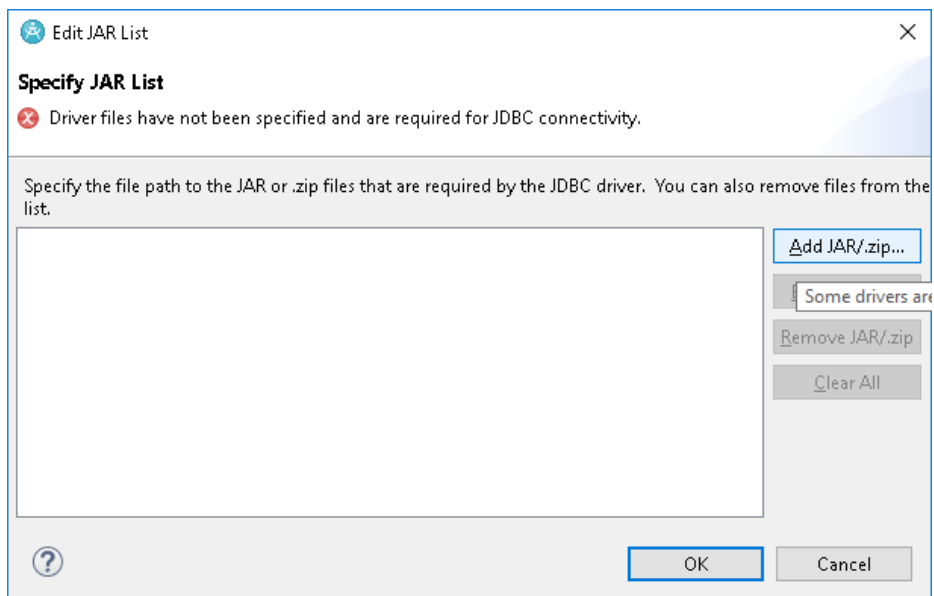 Edit JAR List
Specify JAR List
Driver files have not been specified and are required for JDBC connectivity.
Specify the file path to the JAR or .zip files that are required by the JDBC driver. You can also remove files from the
list.
Add JAR/.zip...
Some drivers are
Remove JAR/.zip
Clear All
?
OK
Cancel